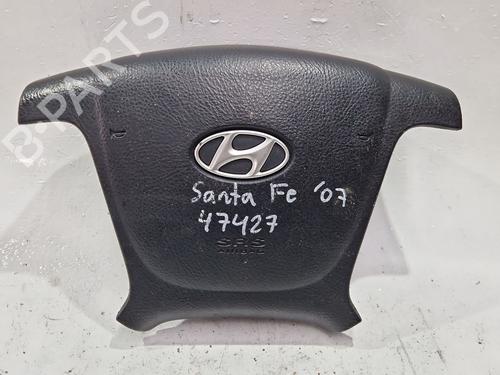 B-PARTS
Santa Fe '07
47427
SRS
AIRBAG